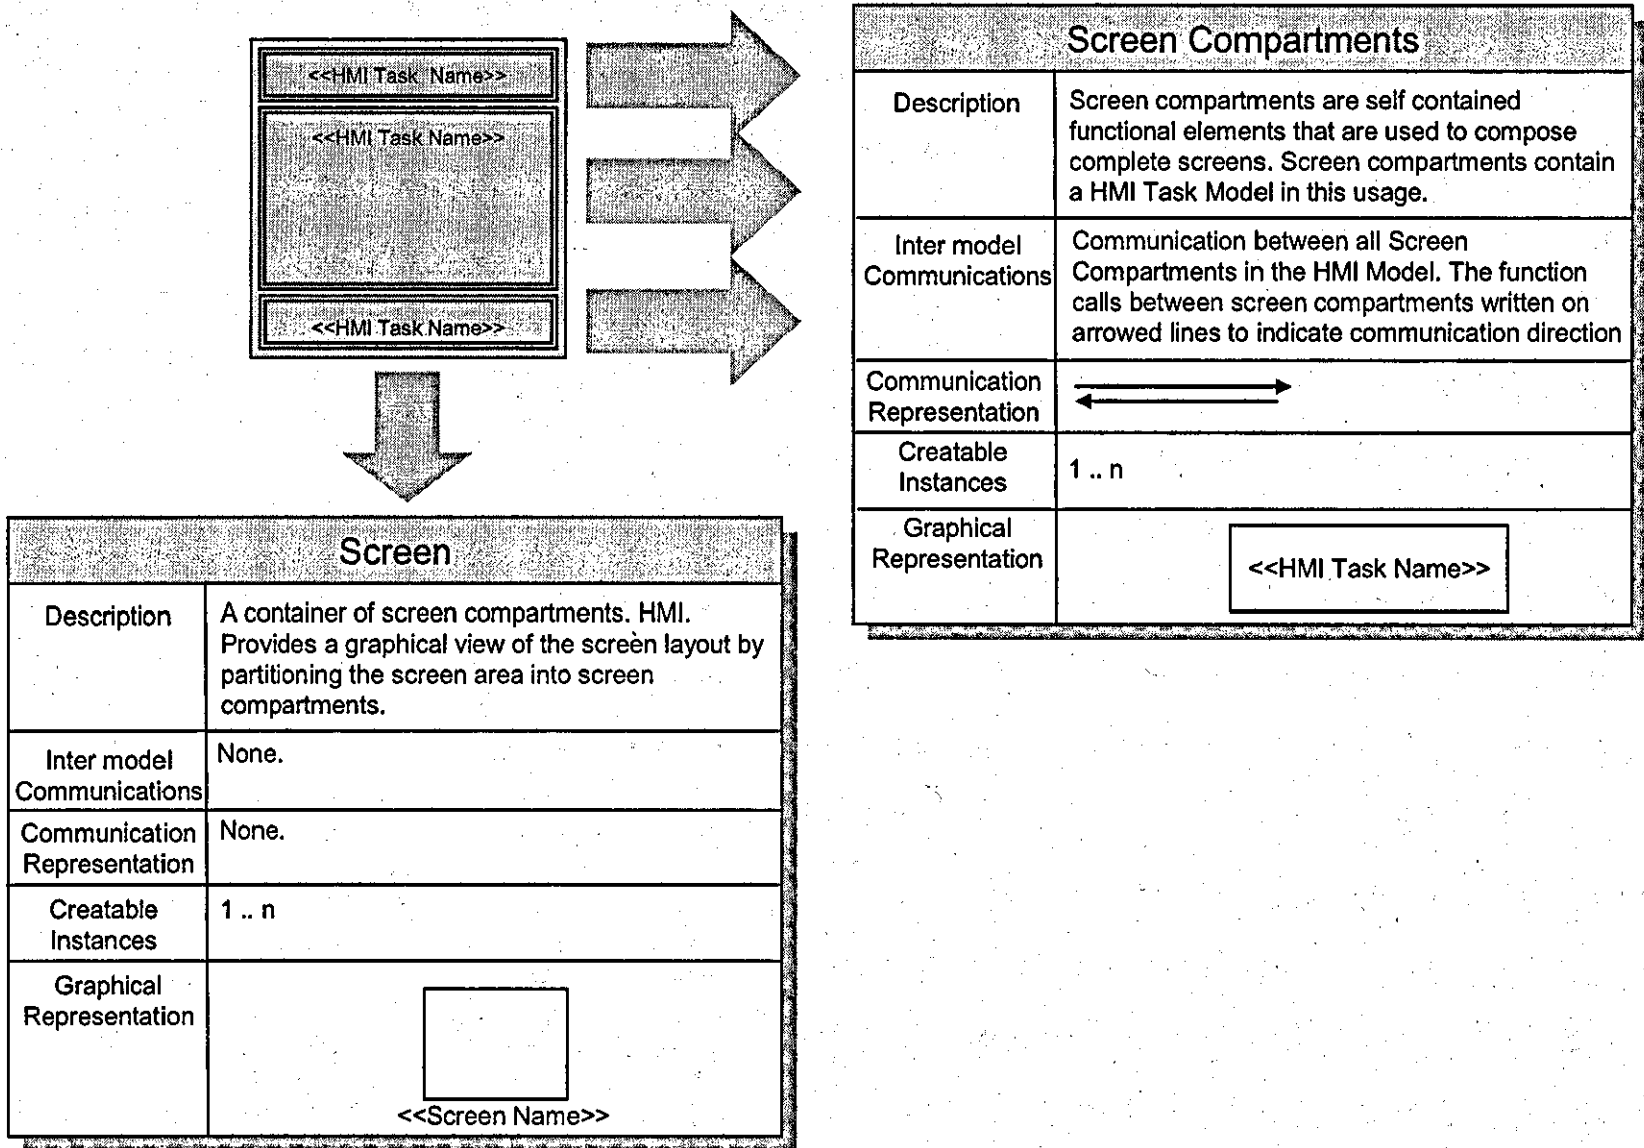 <<HMI Task Name>>
<<HMI Task Name>>
<<HMI Task Name>>
Screen Compartments
Description
Screen compartments are self contained
functional elements that are used to compose
complete screens. Screen compartments contain
a HMI Task Model in this usage.
Inter model
Communications
Communication between all Screen
Compartments in the HMI Model. The function
calls between screen compartments written on
arrowed lines to indicate communication direction
Communication
Representation
Creatable
Instances
1 .. n
Graphical
Representation
<<HMI Task Name>>
Screen
Description
A container of screen compartments. HMI.
Provides a graphical view of the screen layout by
partitioning the screen area into screen
compartments.
Inter model
Communications
None.
Communication
Representation
None.
Creatable
Instances
1 .. n
Graphical
Representation
<<Screen Name>>